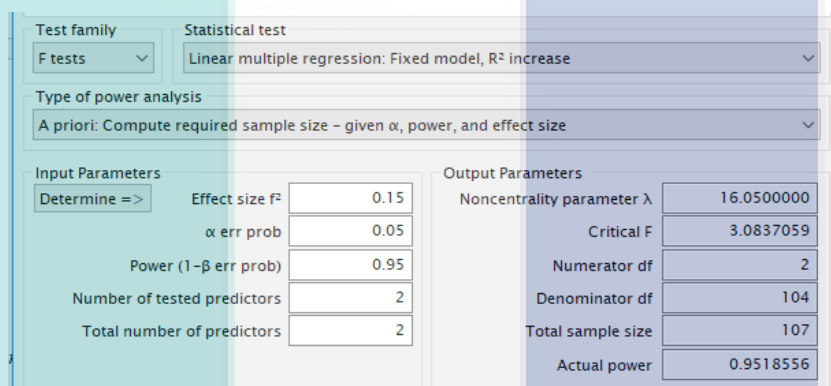 Test family Statistical test
F tests Linear multiple regression: Fixed model, R² increase
Type of power analysis
A priori: Compute required sample size – given α, power, and effect size
Input Parameters Output Parameters
Determine => Effect size f² 0.15 Noncentrality parameter λ 16.0500000
α err prob 0.05 Critical F 3.0837059
Power (1-β err prob) 0.95 Numerator df 2
Number of tested predictors 2 Denominator df 104
Total number of predictors 2 Total sample size 107
Actual power 0.9518556